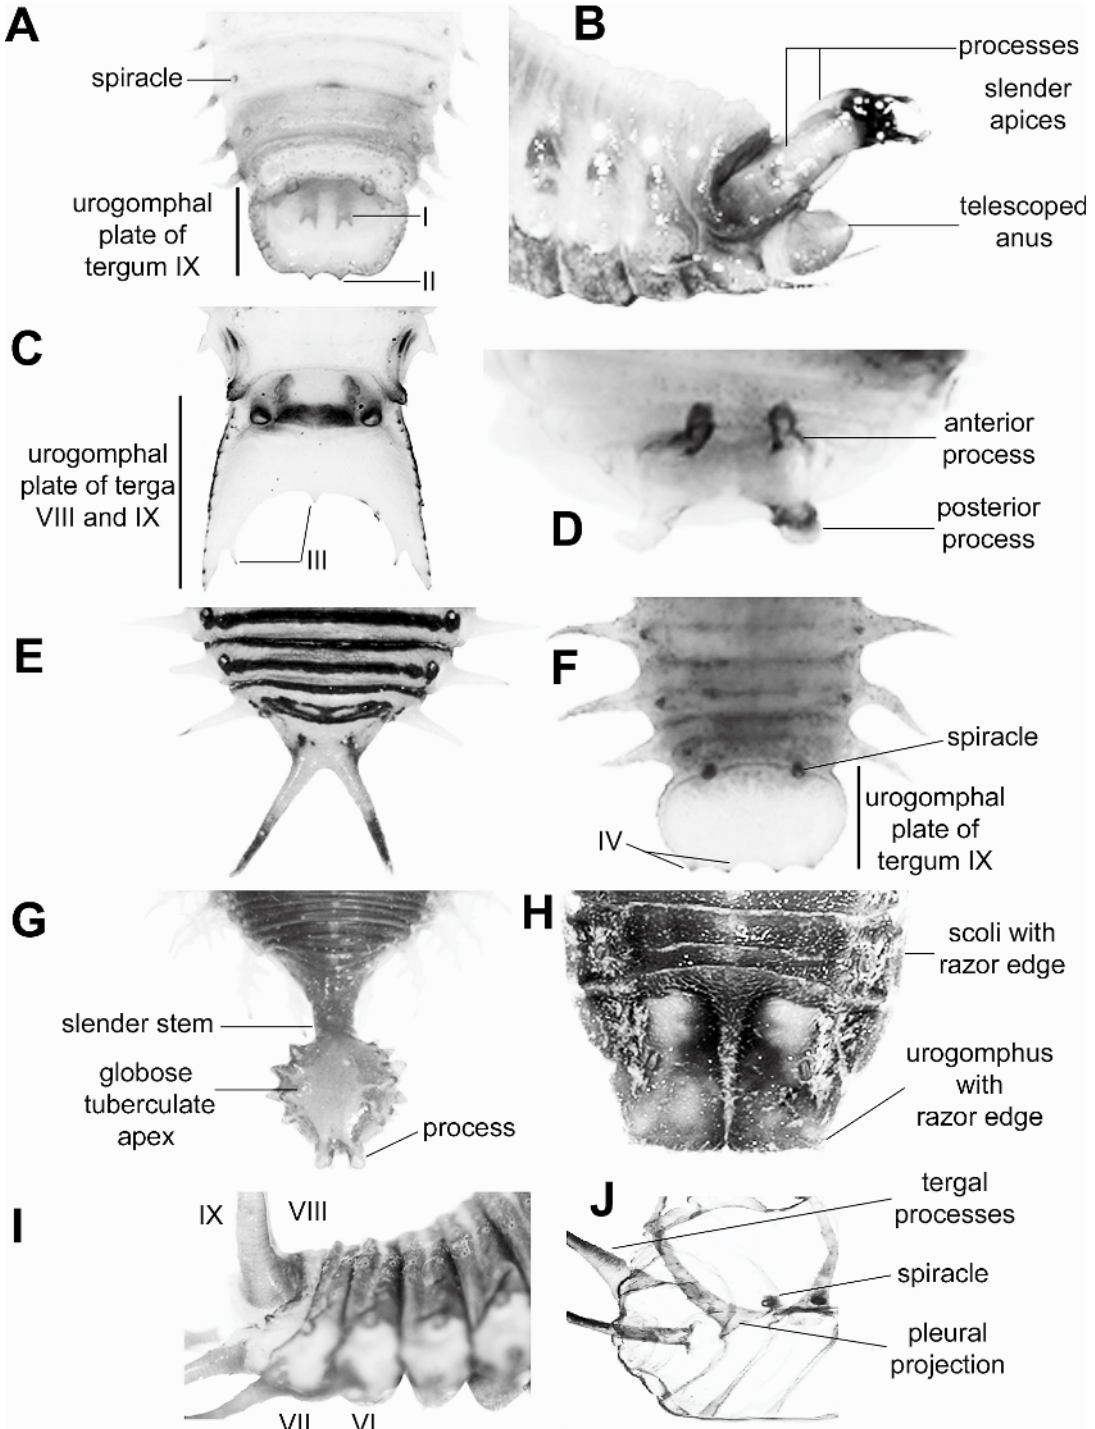 A
spiracle
urogomphal
plate of
tergum IX
I
II
B
processes
slender
apices
telescoped
anus
C
urogomphal
plate of terga
VIII and IX
III
D
anterior
process
posterior
process
E
F
spiracle
urogomphal
plate of
tergum IX
IV
G
slender stem
globose
tuberculate
apex
process
H
scoli with
razor edge
urogomphus
with
razor edge
I
IX
VIII
VII
VI
J
tergal
processes
spiracle
pleural
projection